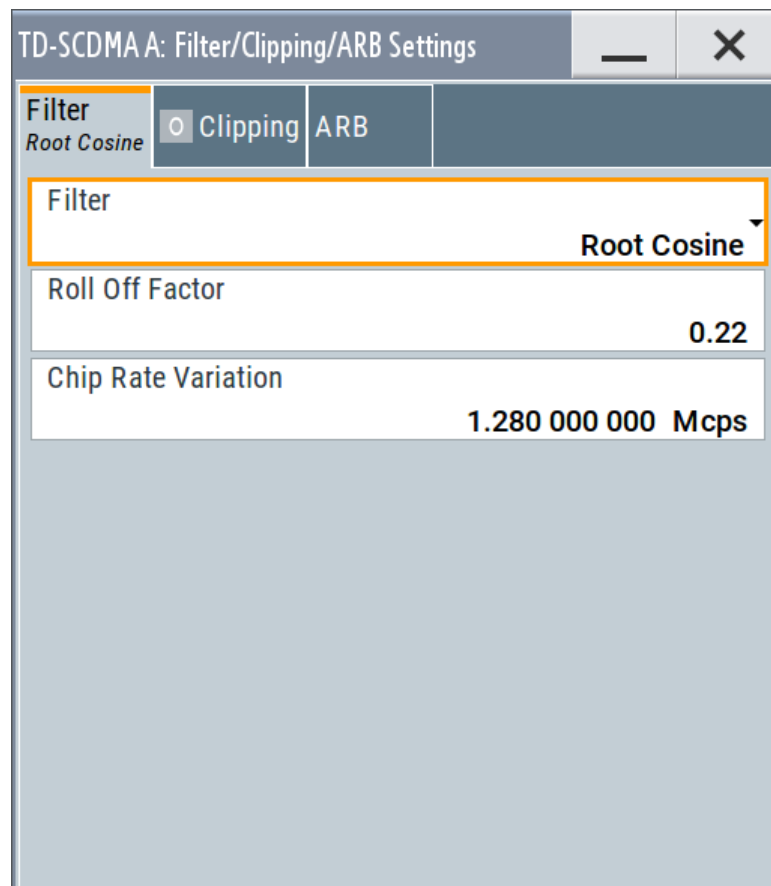 TD-SCDMA A: Filter/Clipping/ARB Settings
Filter
Root Cosine
O Clipping
ARB
Filter
Root Cosine
Roll Off Factor
0.22
Chip Rate Variation
1.280 000 000 Mcps